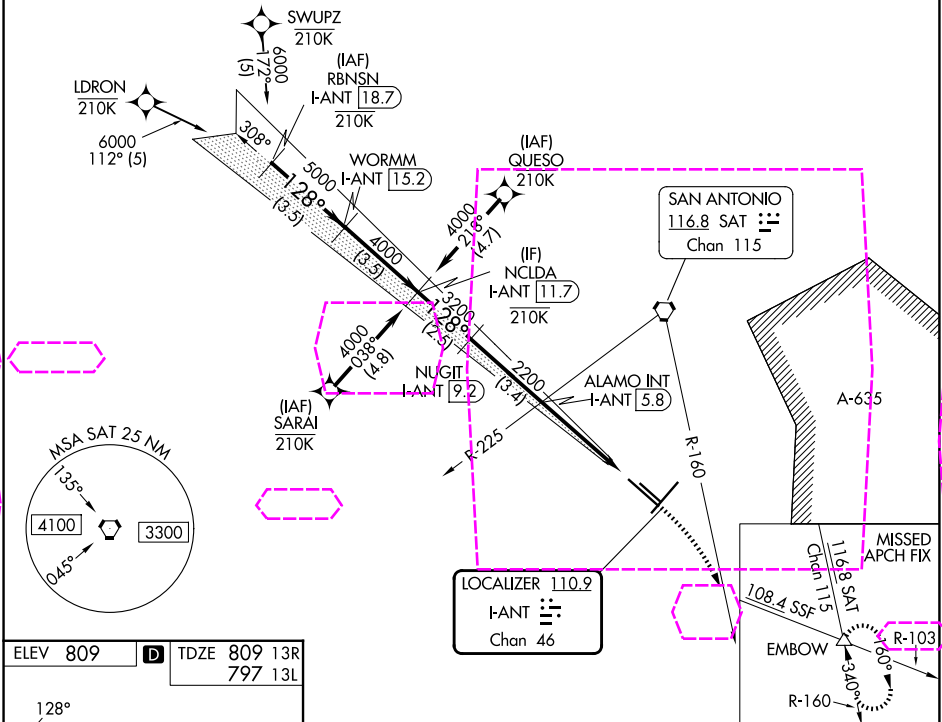 SWUPZ
210K
6000
172°
(5)
(IAF)
RBNSN
I-ANT 18.7
210K
LDRON
210K
6000
112° (5)
308°
5000
128°
(3.5)
WORMM
I-ANT 15.2
(IAF)
QUESO
210K
4000
218°
(4.7)
4000
(3.5)
(IF)
NCLDA
I-ANT 11.7
210K
SAN ANTONIO
116.8 SAT
Chan 115
3200
128°
(2.5)
4000
038°
(4.8)
(IAF)
SARAI
210K
NUGIT
I-ANT 9.2
2200
(3.4)
ALAMO INT
I-ANT 5.8
A-635
R-225
R-160
MSA SAT 25 NM
135°
4100
3300
045°
LOCALIZER 110.9
I-ANT
Chan 46
MISSED
APCH FIX
116.8 SAT
Chan 115
108.4 SSF
EMBOW
R-103
160°
340°
R-160
ELEV 809
D
TDZE 809 13R
797 13L
128°